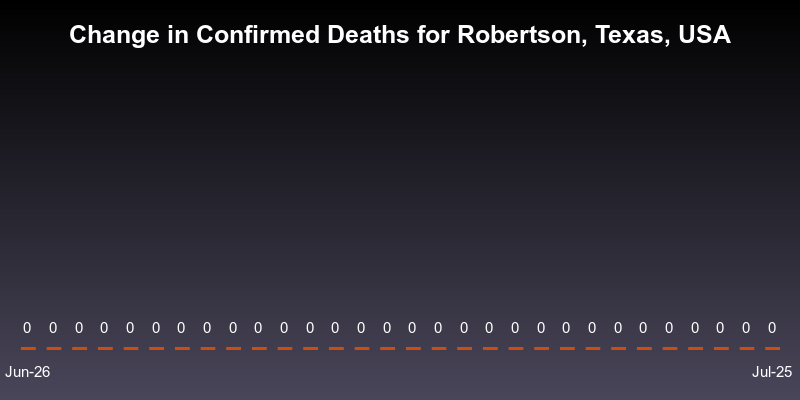 Change in Confirmed Deaths for Robertson, Texas, USA
0 0 0 0 0 0 0 0 0 0 0 0 0 0 0 0 0 0 0 0 0 0 0 0 0 0 0 0 0 0
Jun-26 Jul-25